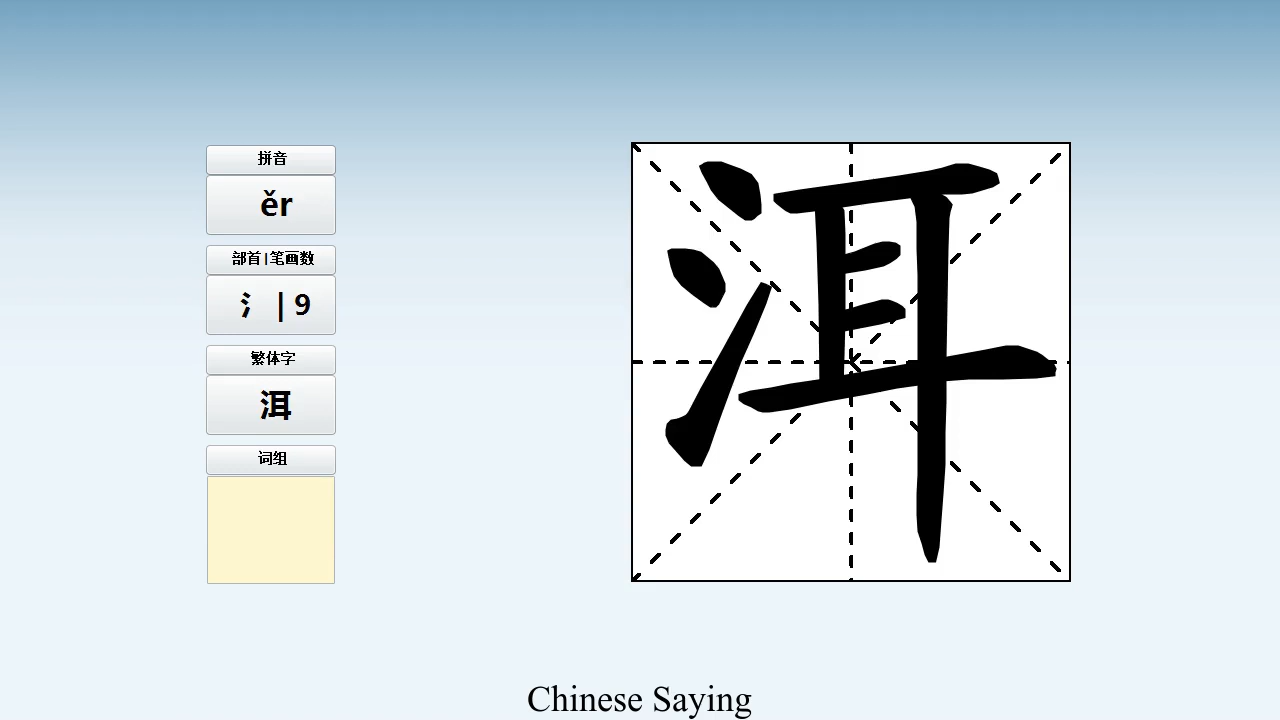 拼音
ěr
部首|笔画数
氵 | 9
繁体字
洱
词组
洱
Chinese Saying